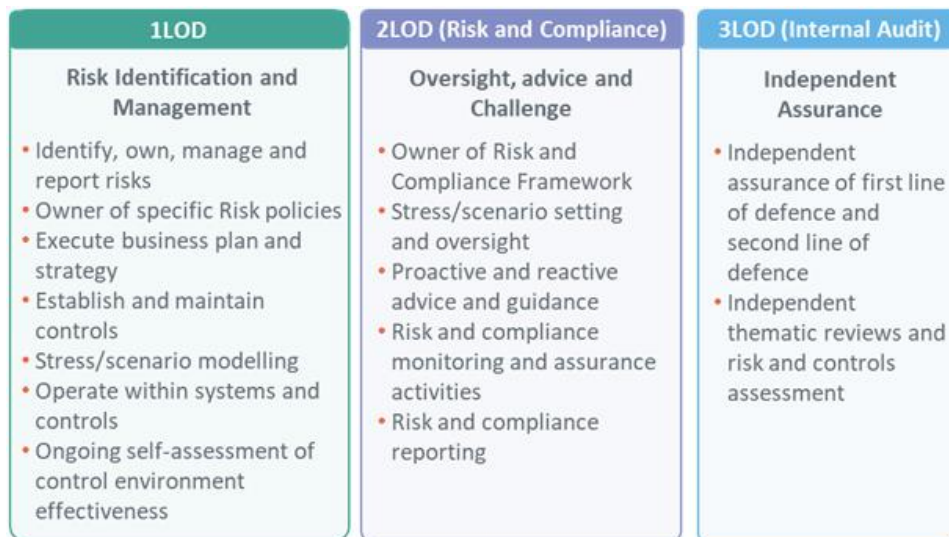 1LOD
Risk Identification and
Management
• Identify, own, manage and
report risks
• Owner of specific Risk policies
• Execute business plan and
strategy
• Establish and maintain
controls
• Stress/scenario modelling
• Operate within systems and
controls
• Ongoing self-assessment of
control environment
effectiveness
2LOD (Risk and Compliance)
Oversight, advice and
Challenge
• Owner of Risk and
Compliance Framework
• Stress/scenario setting
and oversight
• Proactive and reactive
advice and guidance
• Risk and compliance
monitoring and assurance
activities
• Risk and compliance
reporting
3LOD (Internal Audit)
Independent
Assurance
• Independent
assurance of first line
of defence and
second line of
defence
• Independent
thematic reviews and
risk and controls
assessment